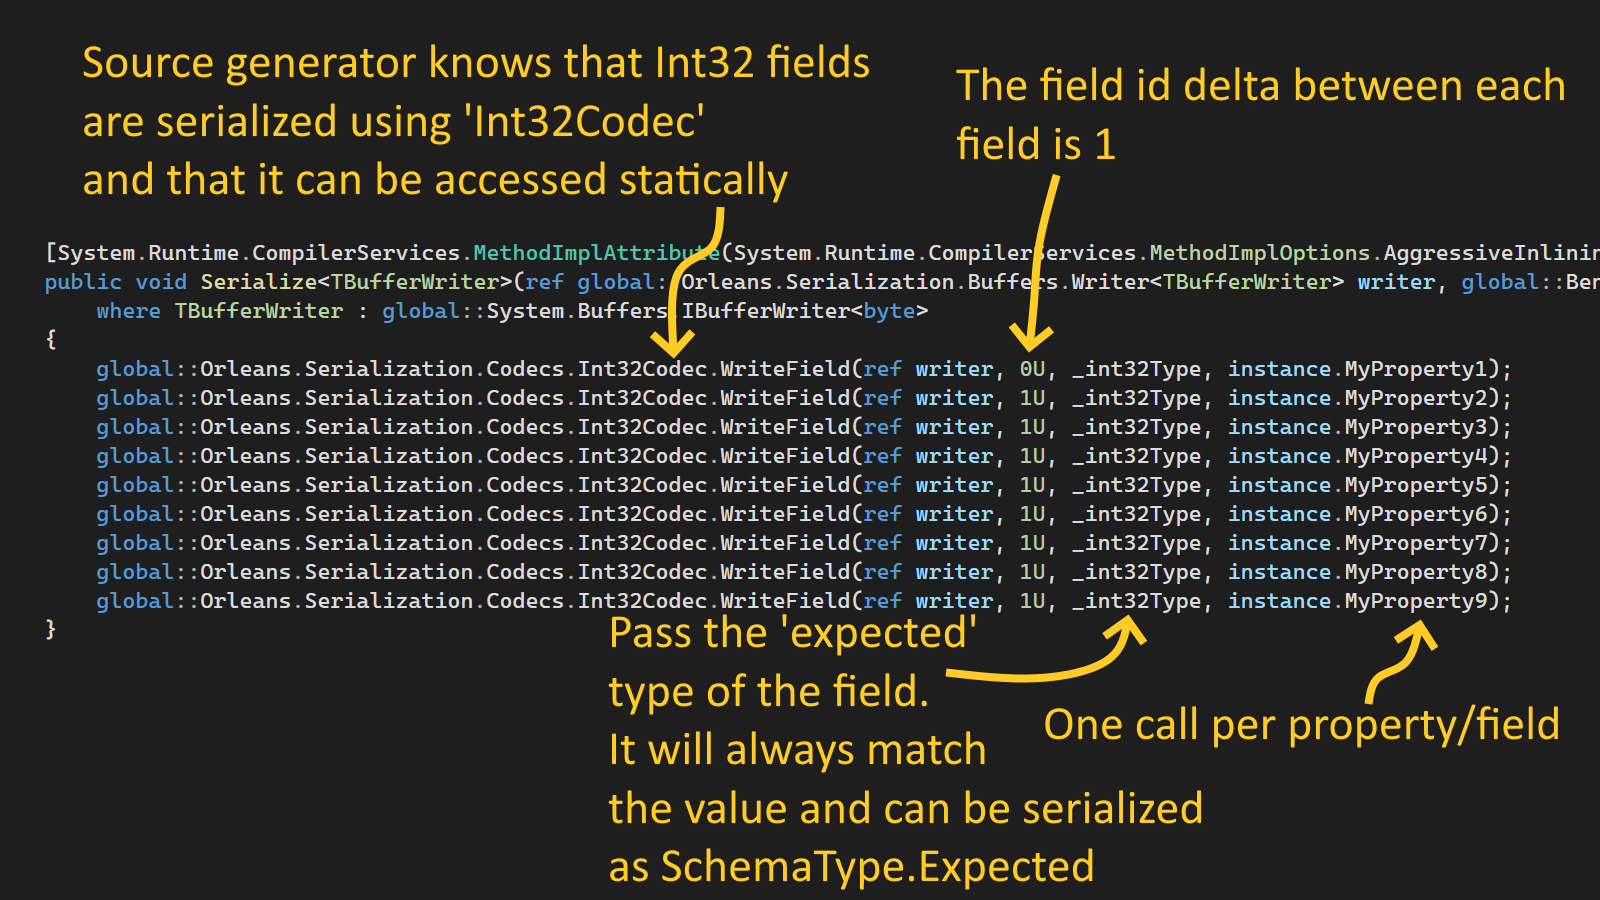 Source generator knows that Int32 fields
are serialized using 'Int32Codec'
and that it can be accessed statically
The field id delta between each
field is 1
[System.Runtime.CompilerServices.MethodImplAttribute(System.Runtime.CompilerServices.MethodImplOptions.AggressiveInlinin
public void Serialize<TBufferWriter>(ref global::Orleans.Serialization.Buffers.Writer<TBufferWriter> writer, global::Ben
    where TBufferWriter : global::System.Buffers.IBufferWriter<byte>
{
    global::Orleans.Serialization.Codecs.Int32Codec.WriteField(ref writer, 0U, _int32Type, instance.MyProperty1);
    global::Orleans.Serialization.Codecs.Int32Codec.WriteField(ref writer, 1U, _int32Type, instance.MyProperty2);
    global::Orleans.Serialization.Codecs.Int32Codec.WriteField(ref writer, 1U, _int32Type, instance.MyProperty3);
    global::Orleans.Serialization.Codecs.Int32Codec.WriteField(ref writer, 1U, _int32Type, instance.MyProperty4);
    global::Orleans.Serialization.Codecs.Int32Codec.WriteField(ref writer, 1U, _int32Type, instance.MyProperty5);
    global::Orleans.Serialization.Codecs.Int32Codec.WriteField(ref writer, 1U, _int32Type, instance.MyProperty6);
    global::Orleans.Serialization.Codecs.Int32Codec.WriteField(ref writer, 1U, _int32Type, instance.MyProperty7);
    global::Orleans.Serialization.Codecs.Int32Codec.WriteField(ref writer, 1U, _int32Type, instance.MyProperty8);
    global::Orleans.Serialization.Codecs.Int32Codec.WriteField(ref writer, 1U, _int32Type, instance.MyProperty9);
}
Pass the 'expected'
type of the field.
It will always match
the value and can be serialized
as SchemaType.Expected
One call per property/field